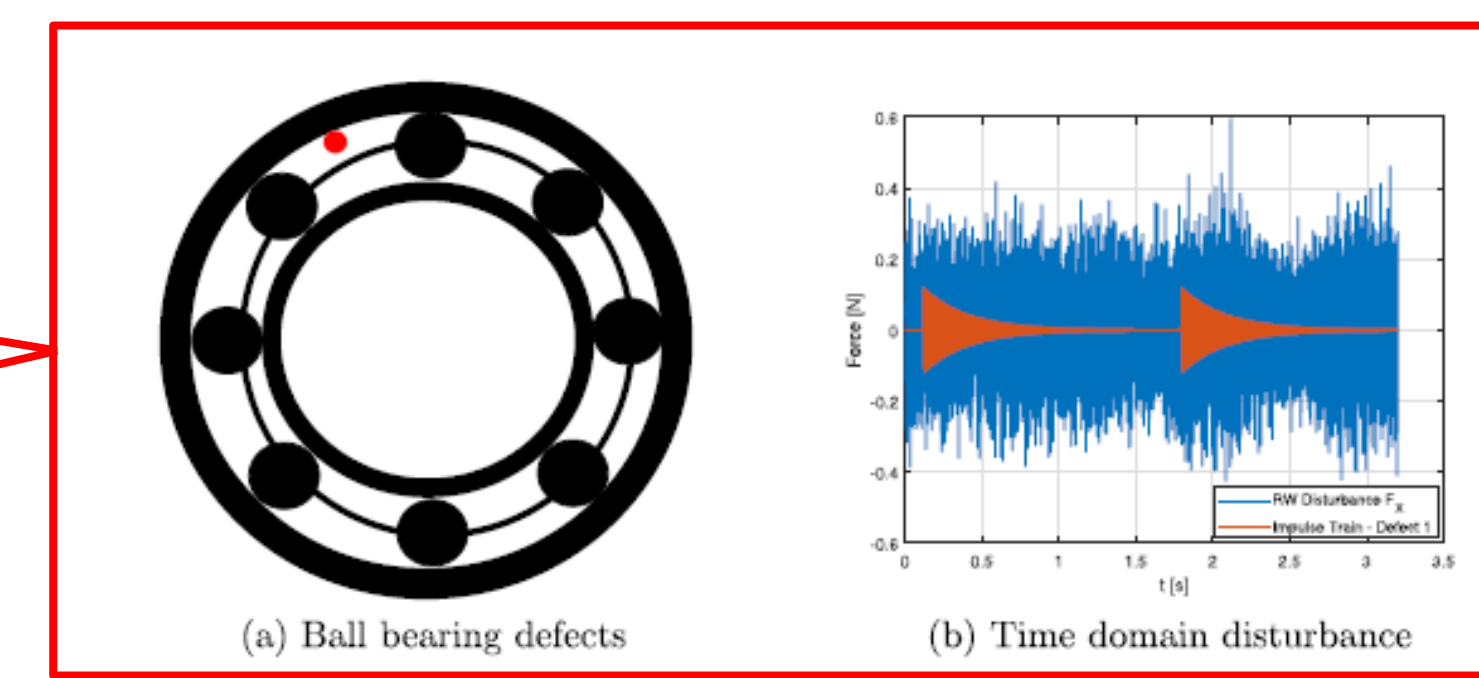 0.6
0.4
0.2
0
-0.2
-0.4
-0.6
Force [N]
0 0.5 1 1.5 2 2.5 3 3.5
t [s]
RW Disturbance F_x
Impulse Train - Defect 1
(a) Ball bearing defects
(b) Time domain disturbance